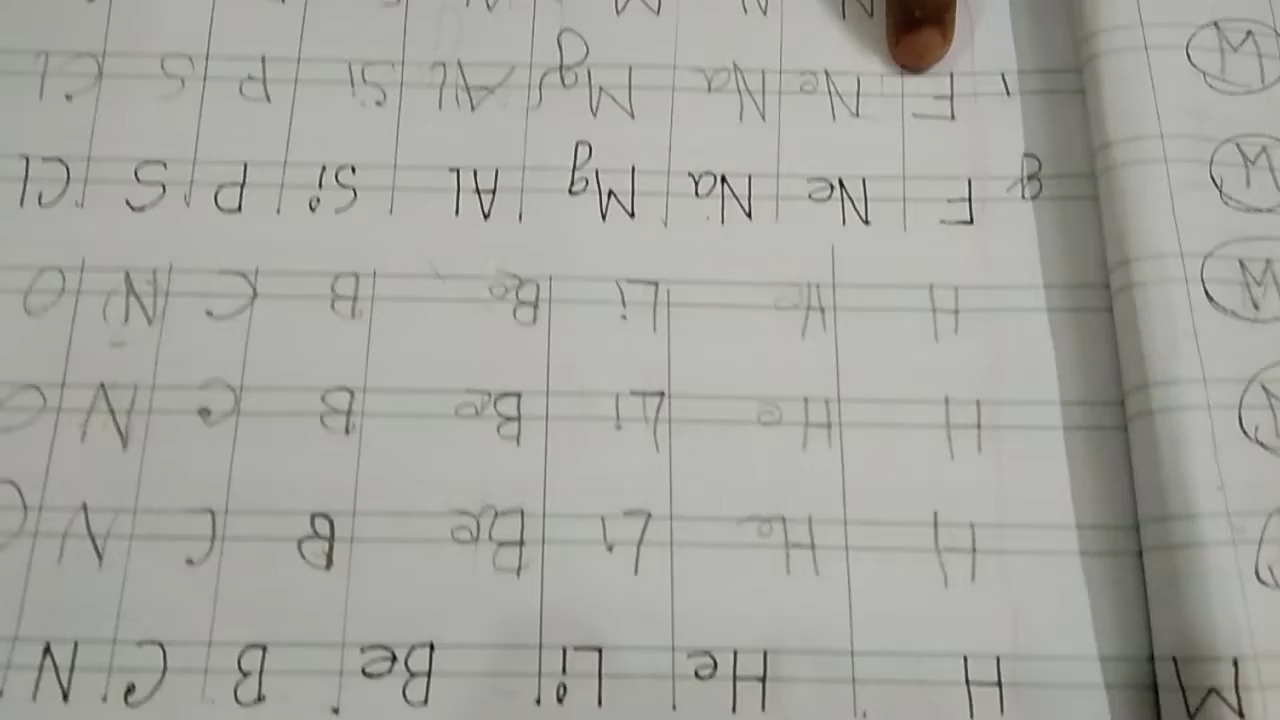 M H He Li Be B C N
H He Li Be B C N
H He Li Be B C N O
M H He Li Be B C N O
M F Ne Na Mg AL Si P S Cl
M F Ne Na Mg AL Si P S CL